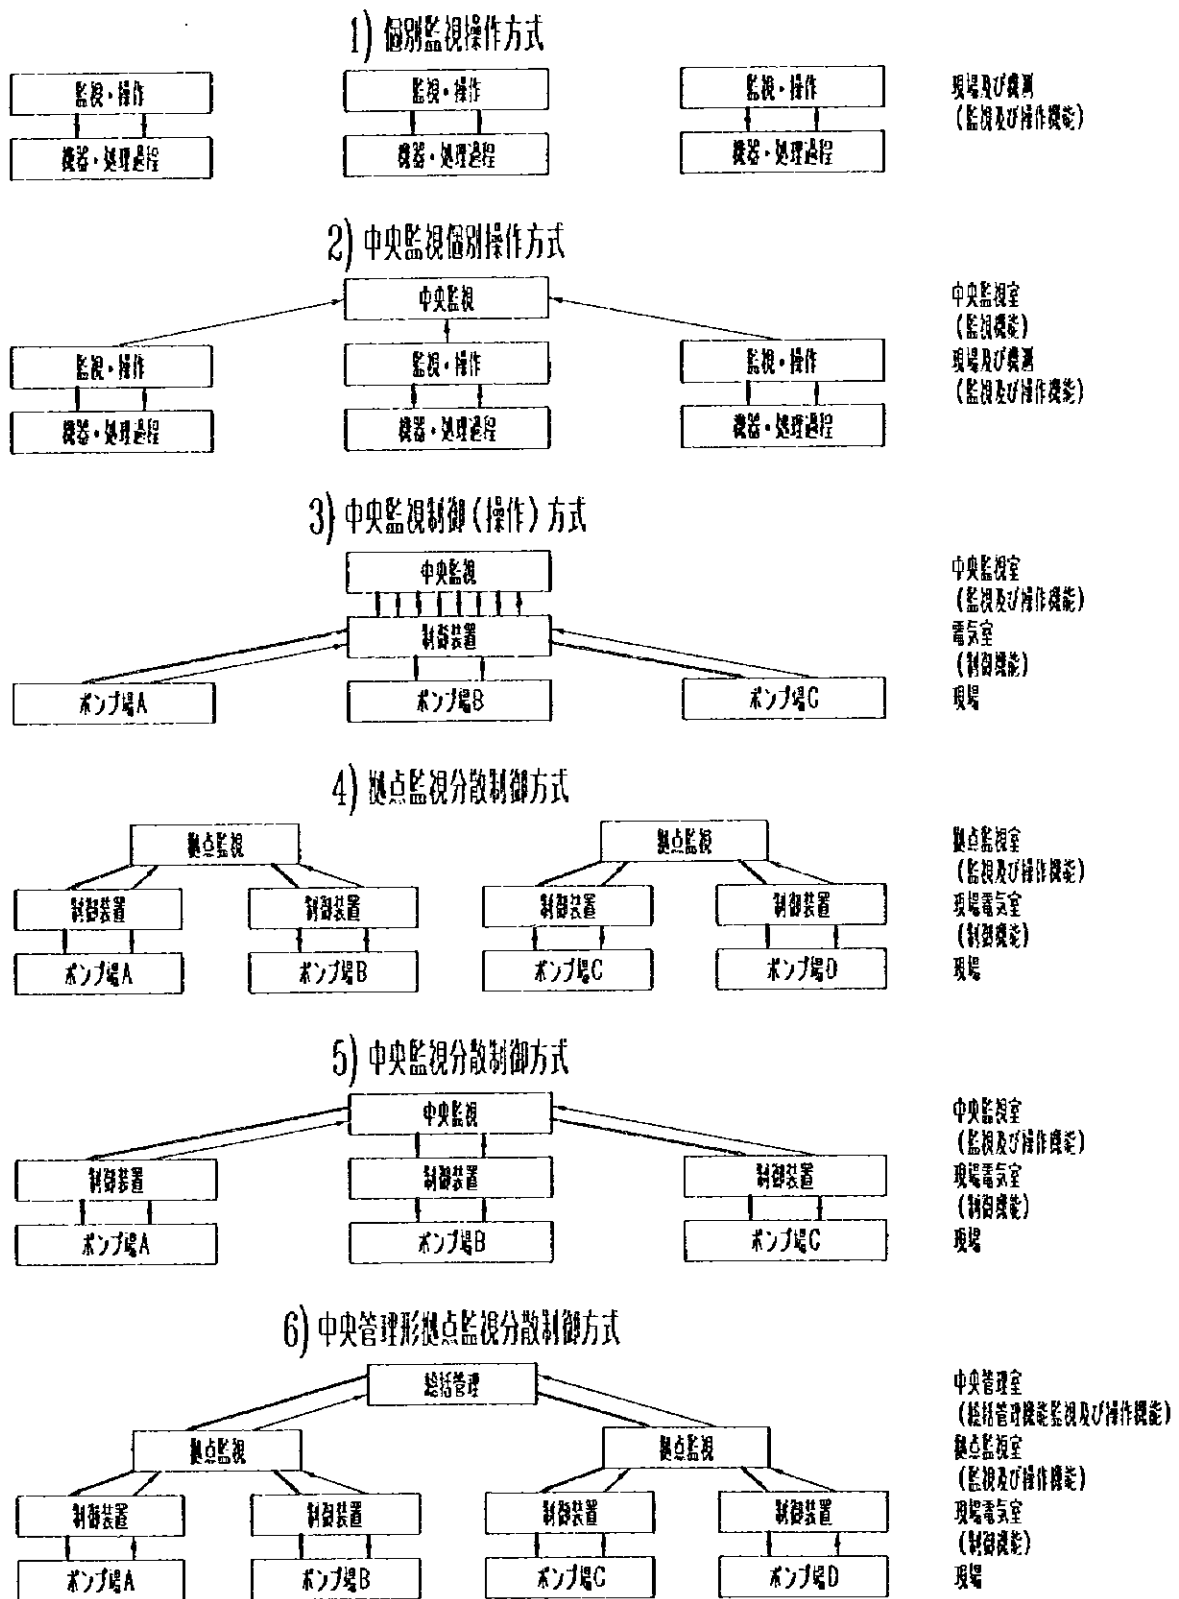 1) 個別監視操作方式
監視・操作 監視・操作 監視・操作 現場及び機測
(監視及び操作機能)
機器・処理過程 機器・処理過程 機器・処理過程
2) 中央監視個別操作方式
中央監視 中央監視室
(監視機能)
監視・操作 監視・操作 監視・操作 現場及び機測
(監視及び操作機能)
機器・処理過程 機器・処理過程 機器・処理過程
3) 中央監視制御(操作)方式
中央監視 中央監視室
(監視及び操作機能)
制御装置 電気室
(制御機能)
ポンプ場A ポンプ場B ポンプ場C 現場
4) 拠点監視分散制御方式
拠点監視 拠点監視 拠点監視室
(監視及び操作機能)
制御装置 制御装置 制御装置 制御装置 現場電気室
(制御機能)
ポンプ場A ポンプ場B ポンプ場C ポンプ場D 現場
5) 中央監視分散制御方式
中央監視 中央監視室
(監視及び操作機能)
制御装置 制御装置 制御装置 現場電気室
(制御機能)
ポンプ場A ポンプ場B ポンプ場C 現場
6) 中央管理形拠点監視分散制御方式
総括管理 中央管理室
(総括管理機能監視及び操作機能)
拠点監視 拠点監視 拠点監視室
(監視及び操作機能)
制御装置 制御装置 制御装置 制御装置 現場電気室
(制御機能)
ポンプ場A ポンプ場B ポンプ場C ポンプ場D 現場